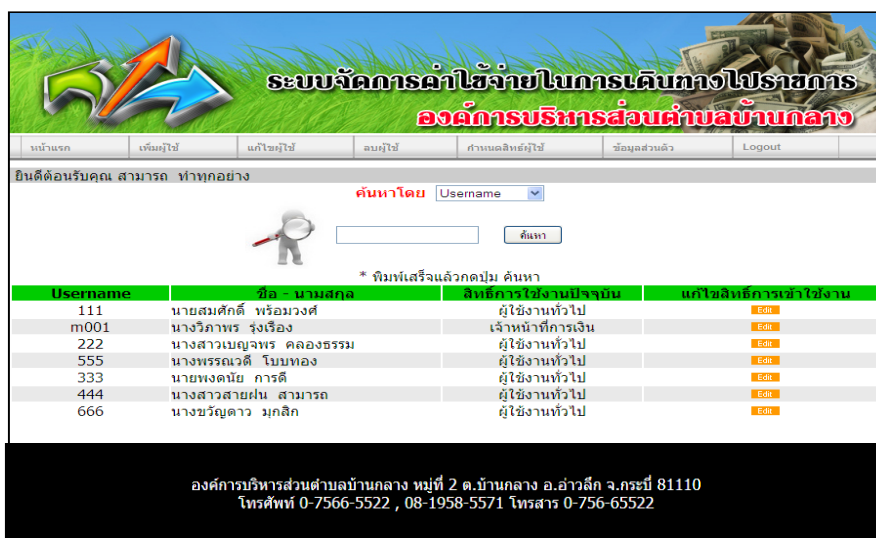 ระบบจัดการค่าใช้จ่ายในการเดินทางไปราชการ
องค์การบริหารส่วนตำบลบ้านกลาง
หน้าแรก เพิ่มผู้ใช้ แก้ไขผู้ใช้ ลบผู้ใช้ กำหนดสิทธ์ผู้ใช้ ข้อมูลส่วนตัว Logout
ยินดีต้อนรับคุณ สามารถ ทำทุกอย่าง
ค้นหาโดย Username
ค้นหา
* พิมพ์เสร็จแล้วกดปุ่ม ค้นหา
Username ชื่อ - นามสกุล สิทธิ์การใช้งานปัจจุบัน แก้ไขสิทธิ์การเข้าใช้งาน
111 นายสมศักดิ์ พร้อมวงศ์ ผู้ใช้งานทั่วไป Edit
m001 นางวิภาพร รุ่งเรือง เจ้าหน้าที่การเงิน Edit
222 นางสาวเบญจพร คลองธรรม ผู้ใช้งานทั่วไป Edit
555 นางพรรณวดี โบบทอง ผู้ใช้งานทั่วไป Edit
333 นายพงดนัย การดี ผู้ใช้งานทั่วไป Edit
444 นางสาวสายฝน สามารถ ผู้ใช้งานทั่วไป Edit
666 นางขวัญดาว มุกสิก ผู้ใช้งานทั่วไป Edit
องค์การบริหารส่วนตำบลบ้านกลาง หมู่ที่ 2 ต.บ้านกลาง อ.อ่าวลึก จ.กระบี่ 81110
โทรศัพท์ 0-7566-5522 , 08-1958-5571 โทรสาร 0-756-65522